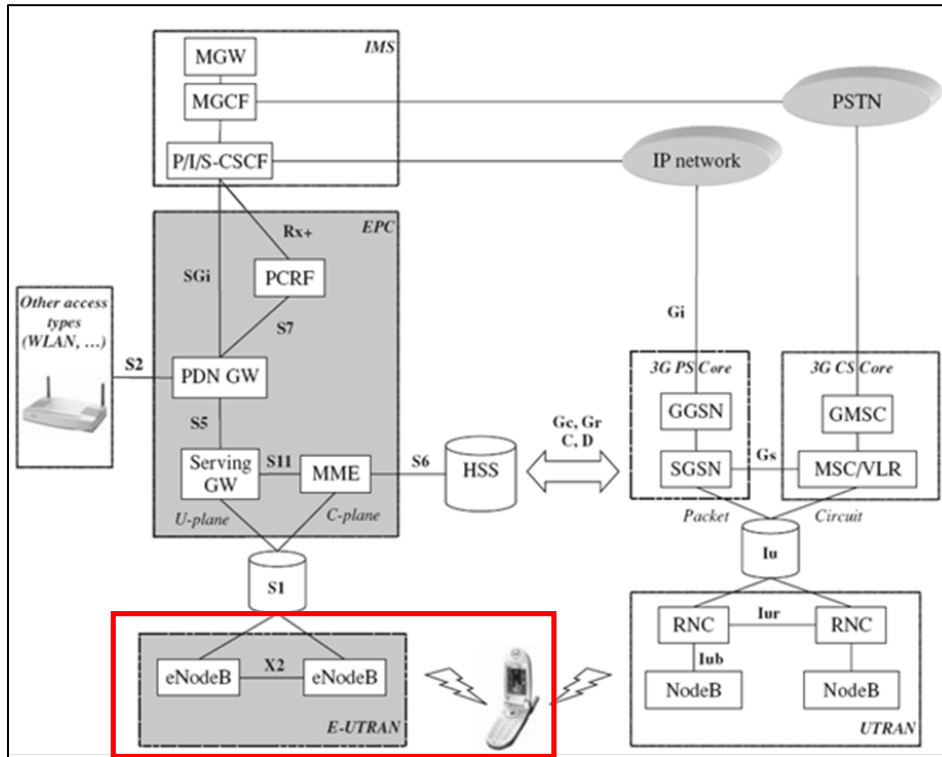 IMS
MGW
MGCF
PSTN
P/I/S-CSCF
IP network
EPC
Rx+
SGi
PCRF
Other access
types
(WLAN, ...)
S7
Gi
S2
PDN GW
3G PS Core
3G CS Core
S5
GGSN
GMSC
Gc, Gr
C, D
Serving
GW
S11
MME
S6
HSS
SGSN
Gs
MSC/VLR
U-plane
C-plane
Packet
Circuit
S1
Iu
RNC
Iur
RNC
eNodeB
X2
eNodeB
Iub
NodeB
NodeB
E-UTRAN
UTRAN